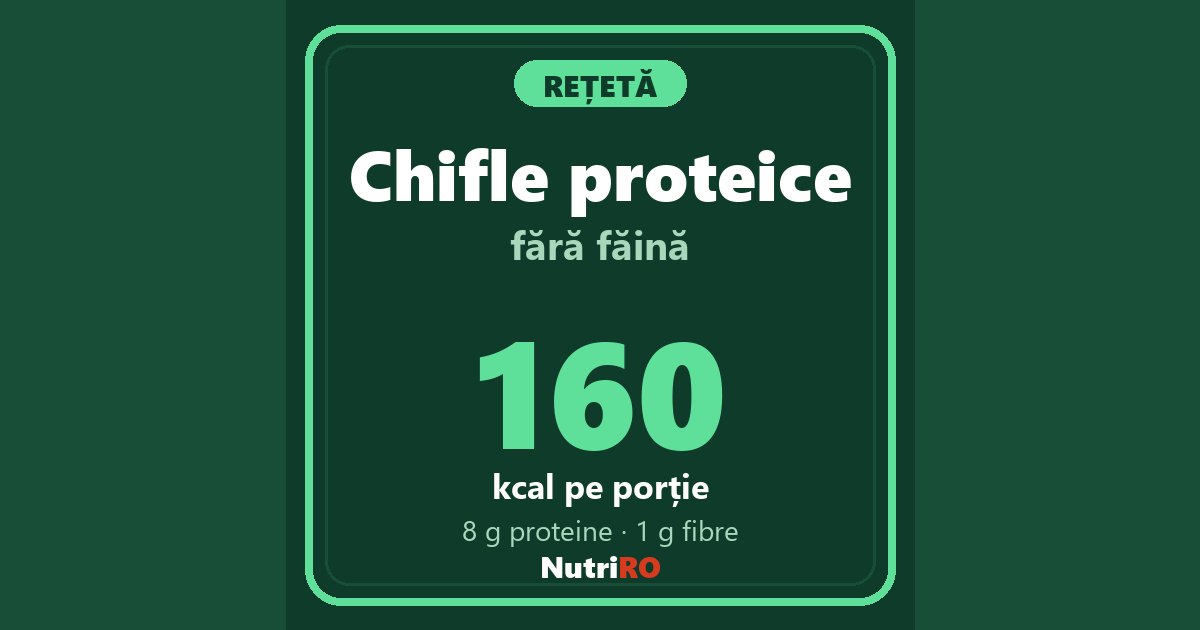 REȚETĂ
Chifle proteice
fără făină
160
kcal pe porție
8 g proteine · 1 g fibre
NutriRO